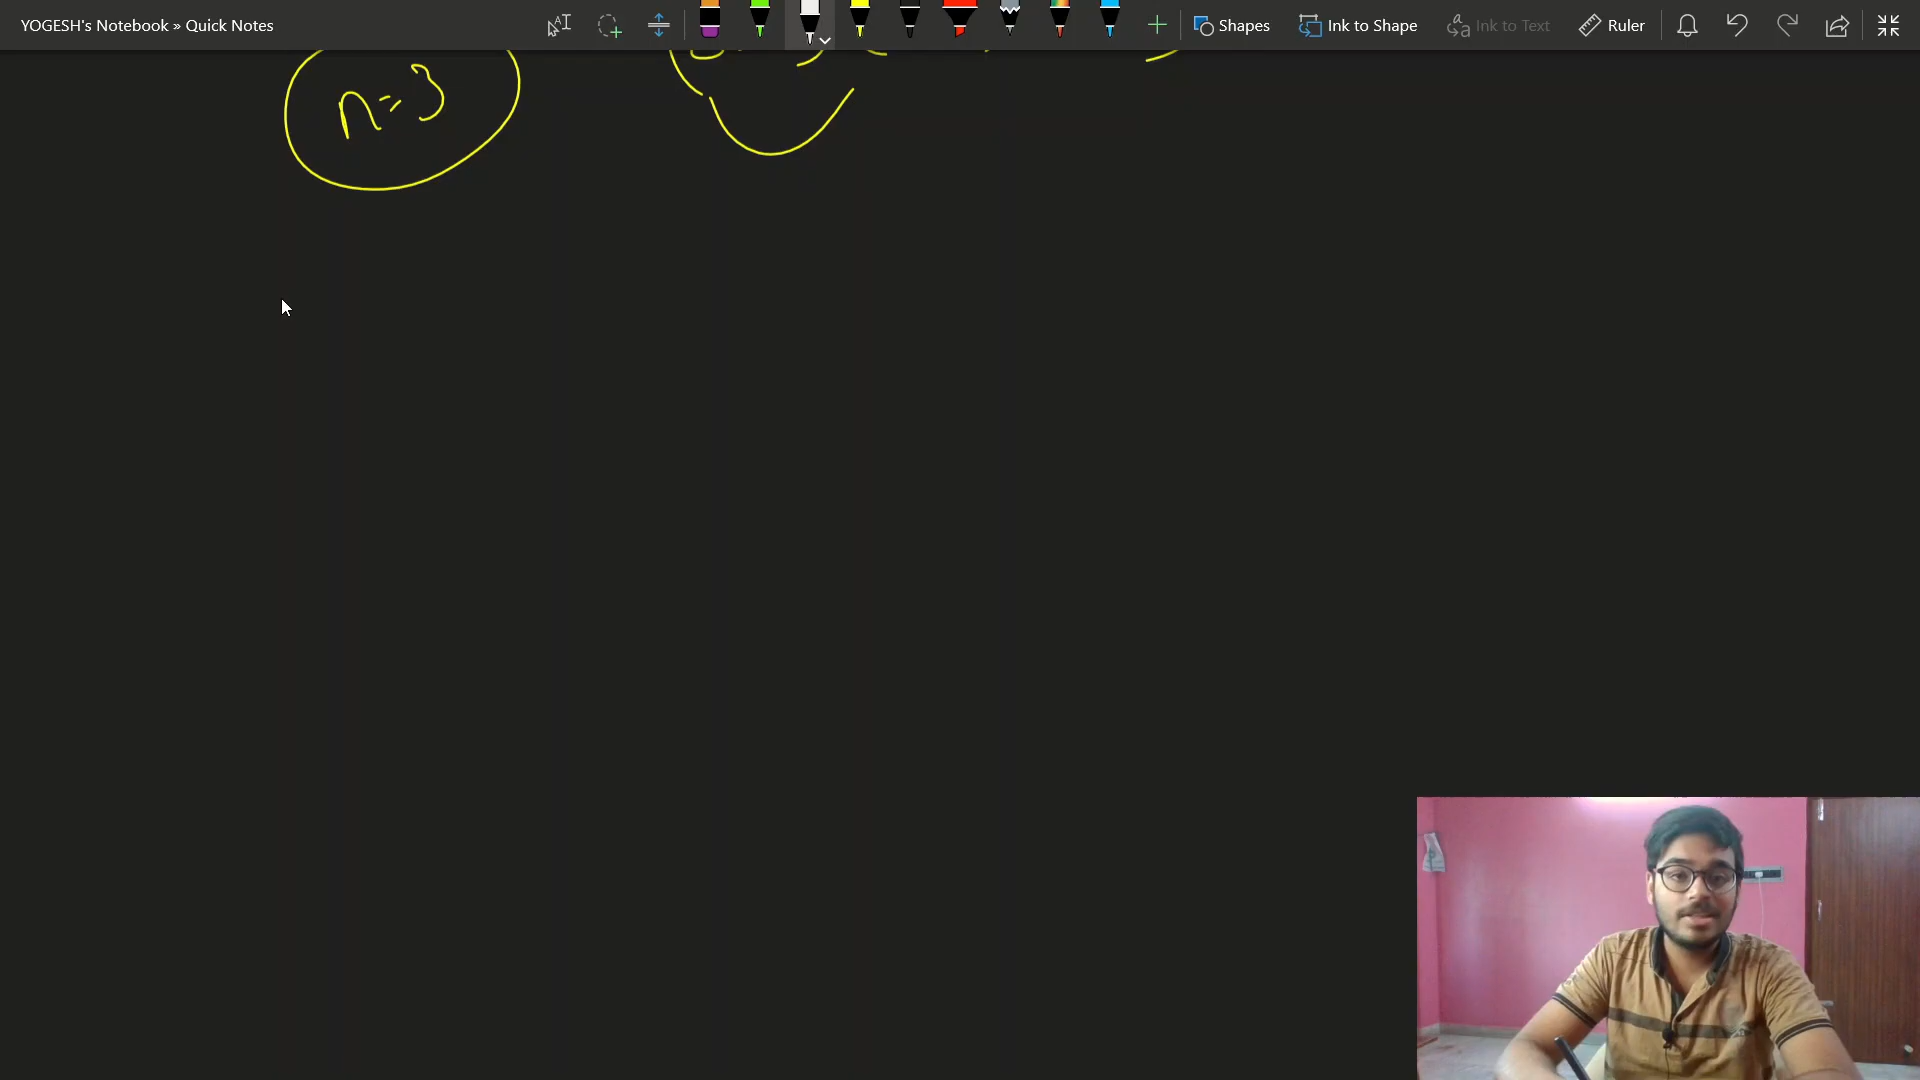 YOGESH's Notebook » Quick Notes
Shapes
Ink to Shape
Ink to Text
Ruler
n=3